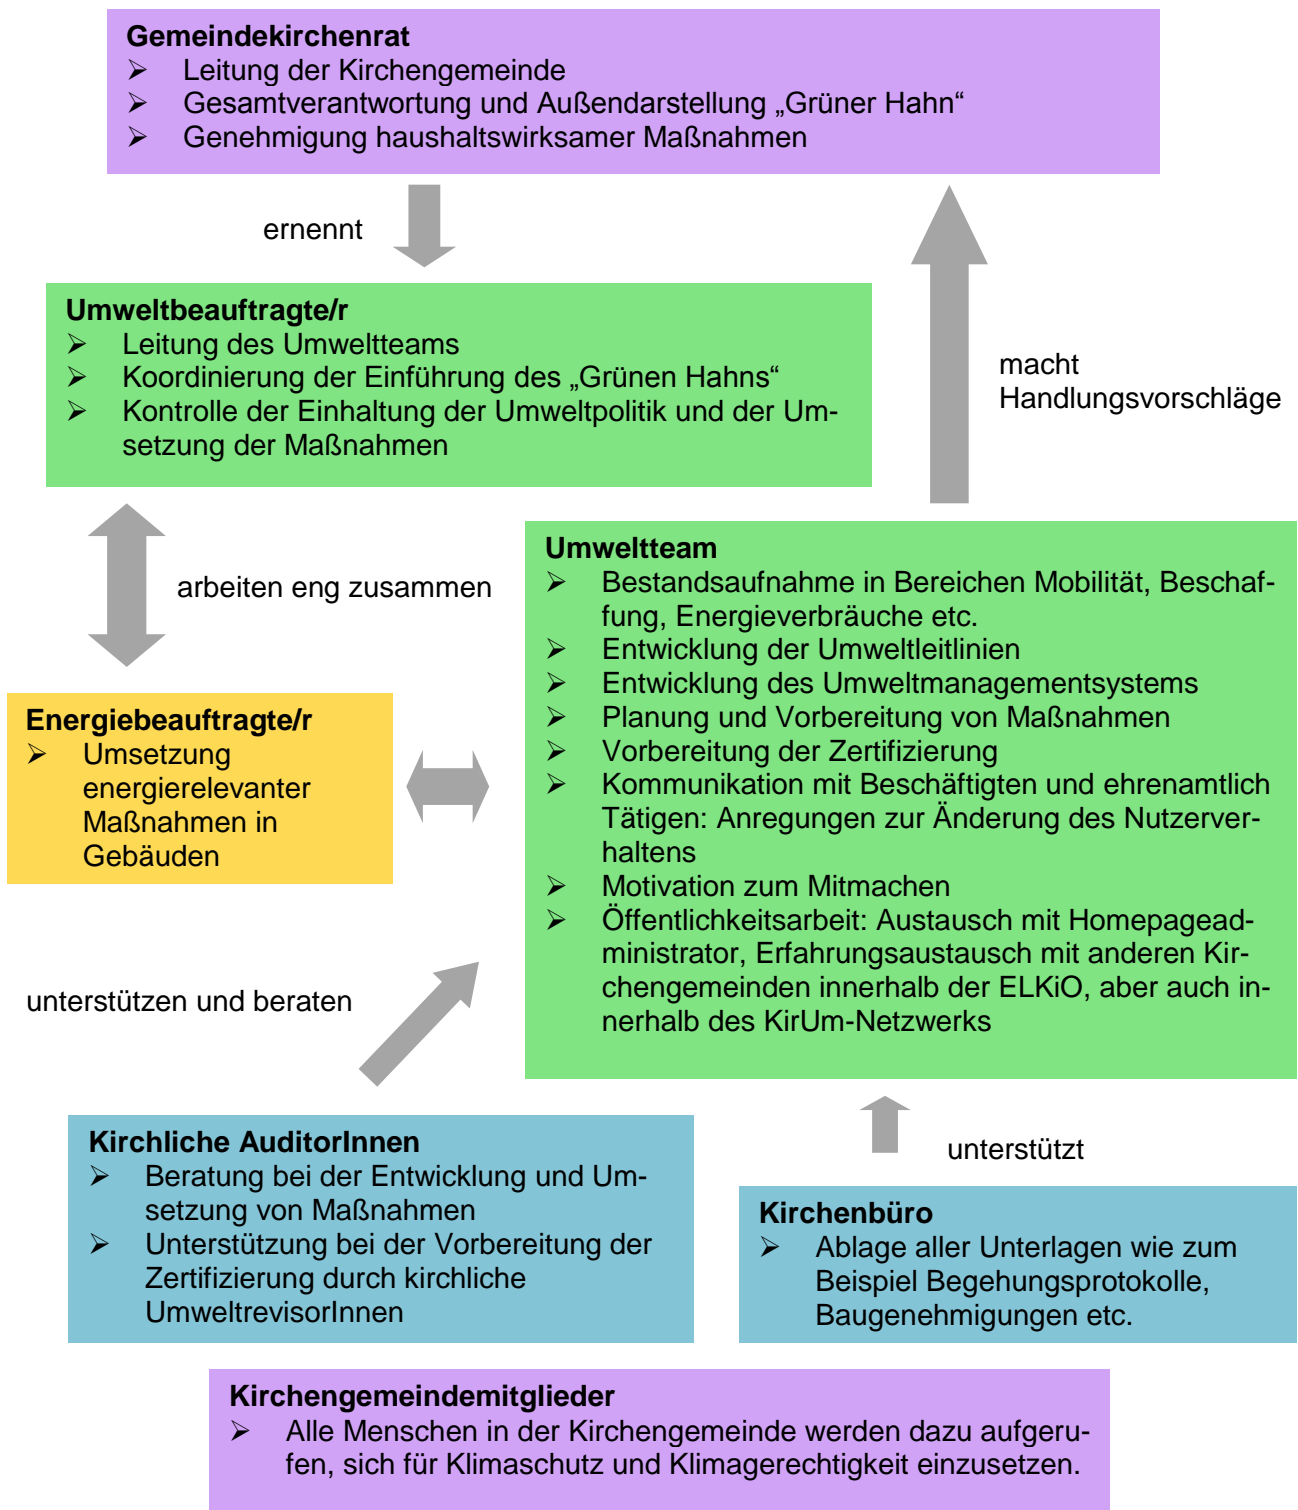 Gemeindekirchenrat
➢ Leitung der Kirchengemeinde
➢ Gesamtverantwortung und Außendarstellung „Grüner Hahn“
➢ Genehmigung haushaltswirksamer Maßnahmen
ernennt
Umweltbeauftragte/r
➢ Leitung des Umweltteams
➢ Koordinierung der Einführung des „Grünen Hahns“
➢ Kontrolle der Einhaltung der Umweltpolitik und der Um-
setzung der Maßnahmen
macht
Handlungsvorschläge
arbeiten eng zusammen
Umweltteam
➢ Bestandsaufnahme in Bereichen Mobilität, Beschaf-
fung, Energieverbräuche etc.
➢ Entwicklung der Umweltleitlinien
➢ Entwicklung des Umweltmanagementsystems
➢ Planung und Vorbereitung von Maßnahmen
➢ Vorbereitung der Zertifizierung
➢ Kommunikation mit Beschäftigten und ehrenamtlich
Tätigen: Anregungen zur Änderung des Nutzerver-
haltens
➢ Motivation zum Mitmachen
➢ Öffentlichkeitsarbeit: Austausch mit Homepagead-
ministrator, Erfahrungsaustausch mit anderen Kir-
chengemeinden innerhalb der ELKiO, aber auch in-
nerhalb des KirUm-Netzwerks
Energiebeauftragte/r
➢ Umsetzung
energierelevanter
Maßnahmen in
Gebäuden
unterstützen und beraten
Kirchliche AuditorInnen
➢ Beratung bei der Entwicklung und Um-
setzung von Maßnahmen
➢ Unterstützung bei der Vorbereitung der
Zertifizierung durch kirchliche
UmweltrevisorInnen
unterstützt
Kirchenbüro
➢ Ablage aller Unterlagen wie zum
Beispiel Begehungsprotokolle,
Baugenehmigungen etc.
Kirchengemeindemitglieder
➢ Alle Menschen in der Kirchengemeinde werden dazu aufgeru-
fen, sich für Klimaschutz und Klimagerechtigkeit einzusetzen.